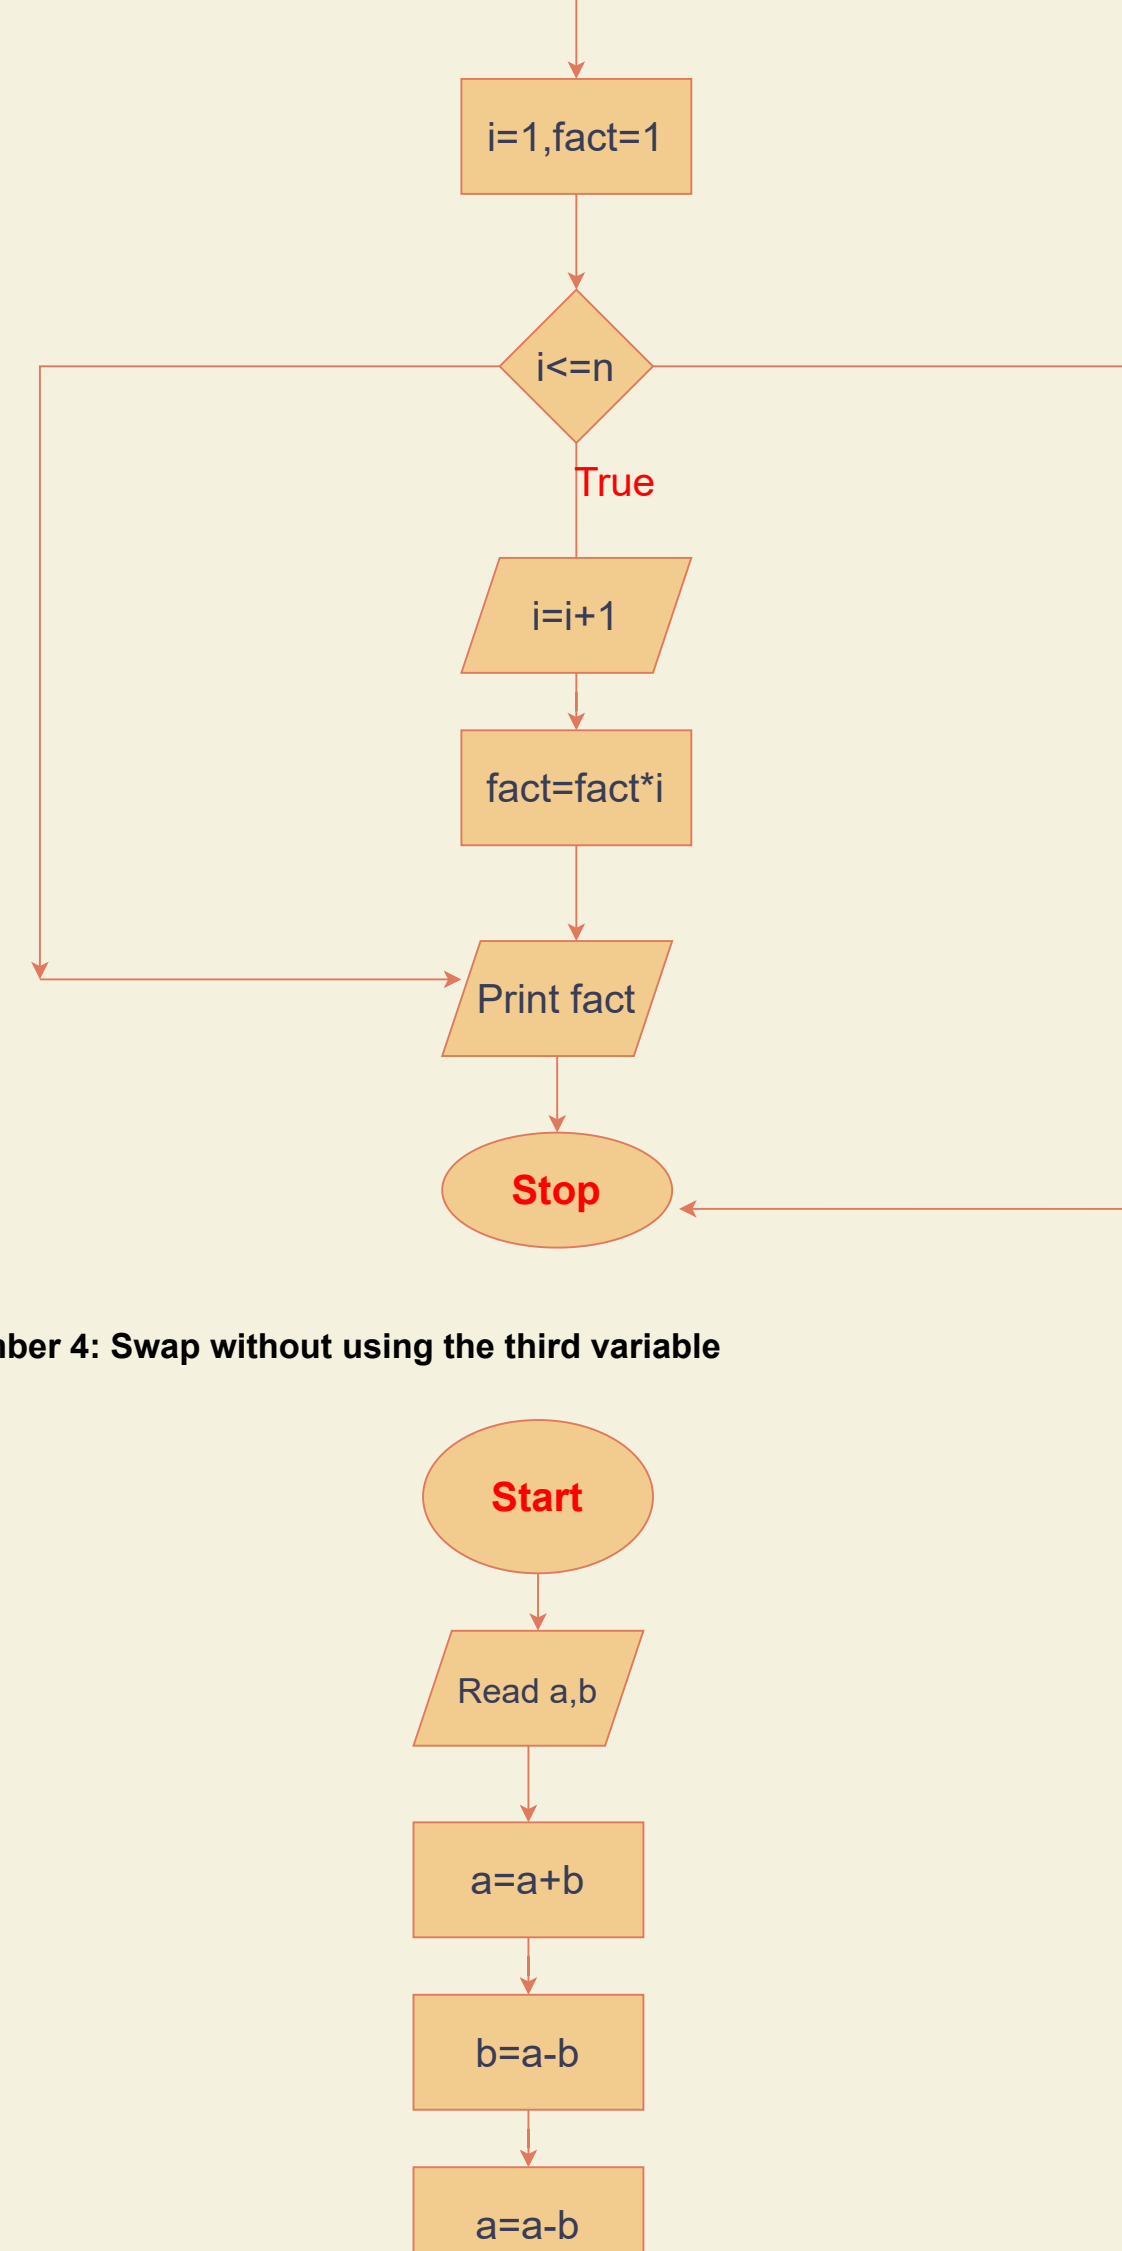 i=1,fact=1
i<=n
True
i=i+1
fact=fact*i
Print fact
Stop
4: Swap without using the third variable
Start
Read a,b
a=a+b
b=a-b
a=a-b